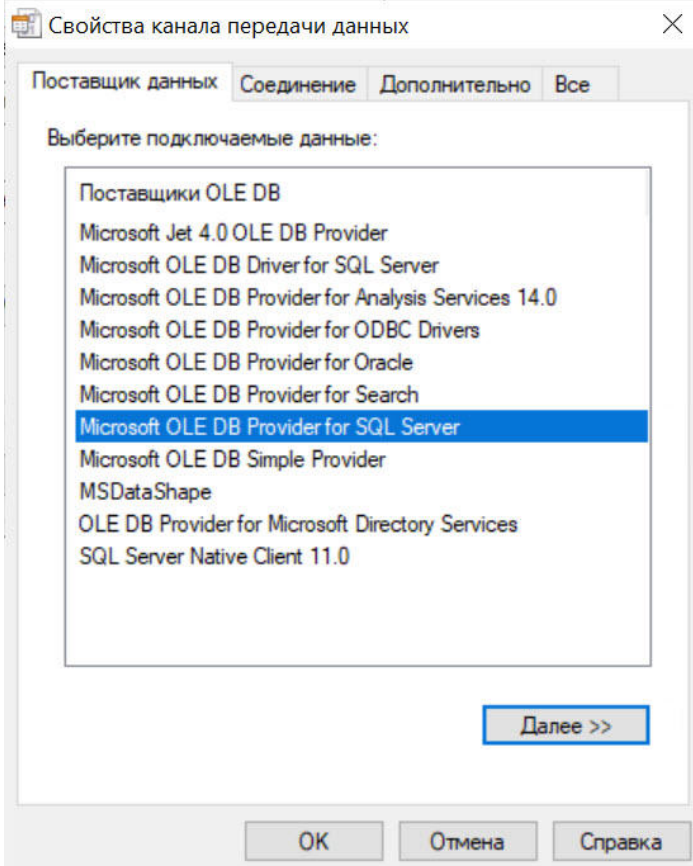 Свойства канала передачи данных
Поставщик данных Соединение Дополнительно Все
Выберите подключаемые данные:
Поставщики OLE DB
Microsoft Jet 4.0 OLE DB Provider
Microsoft OLE DB Driver for SQL Server
Microsoft OLE DB Provider for Analysis Services 14.0
Microsoft OLE DB Provider for ODBC Drivers
Microsoft OLE DB Provider for Oracle
Microsoft OLE DB Provider for Search
Microsoft OLE DB Provider for SQL Server
Microsoft OLE DB Simple Provider
MSDataShape
OLE DB Provider for Microsoft Directory Services
SQL Server Native Client 11.0
Далее >>
OK Отмена Справка